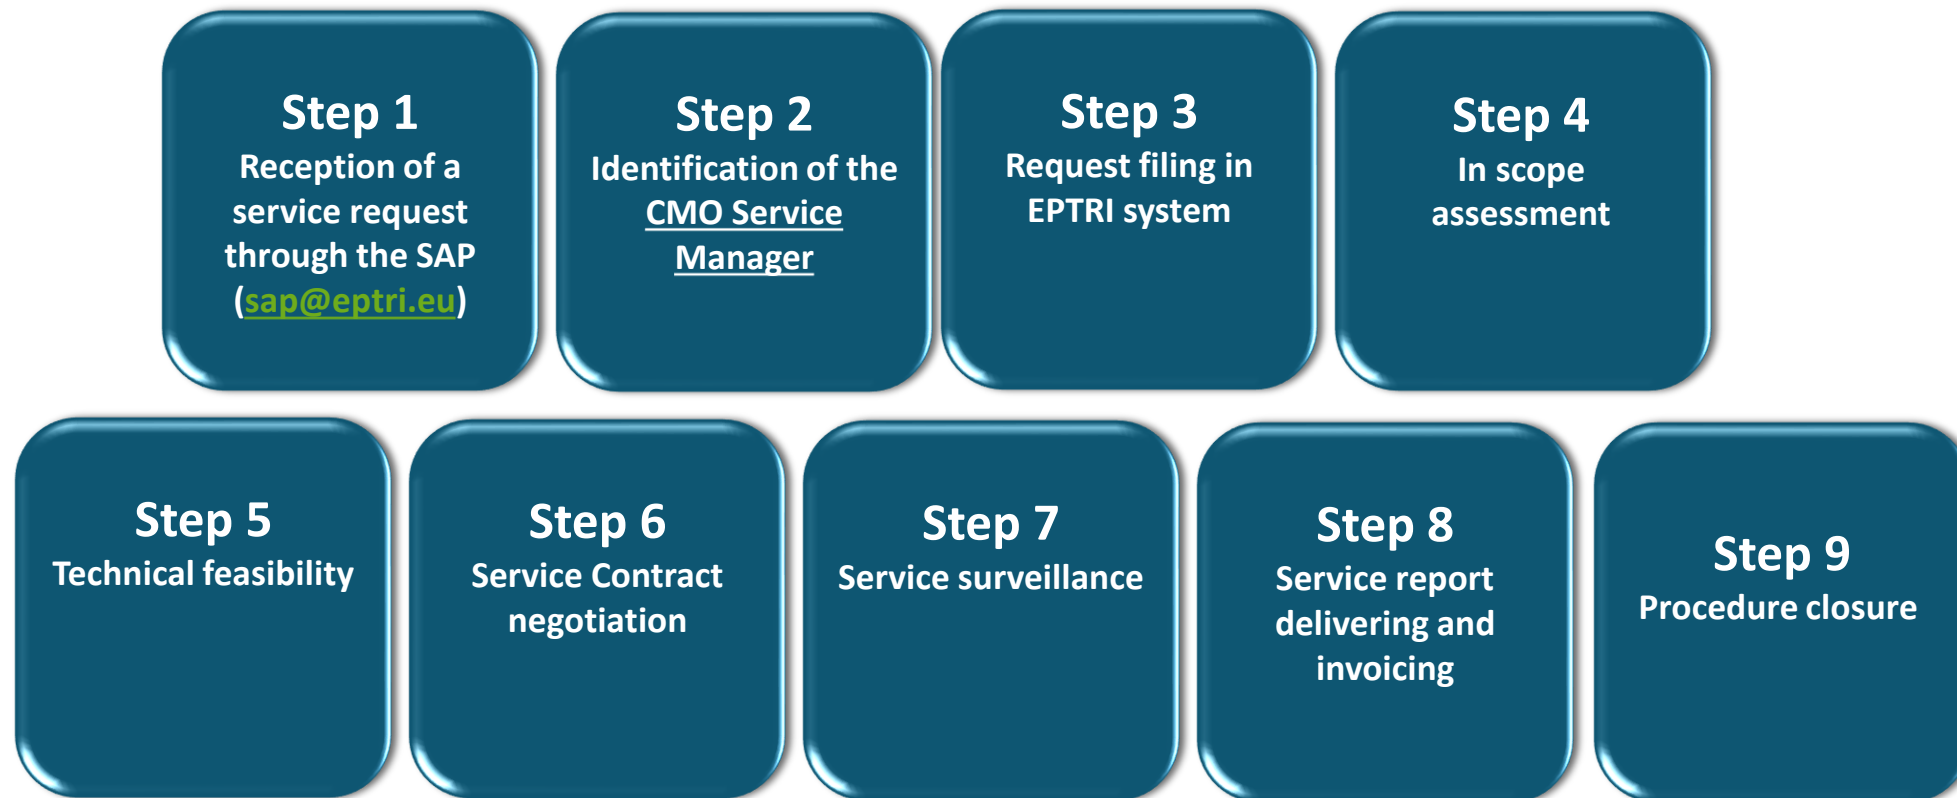 Step 1
Reception of a
service request
through the SAP
(sap@eptri.eu)
Step 2
Identification of the
CMO Service
Manager
Step 3
Request filing in
EPTRI system
Step 4
In scope
assessment
Step 5
Technical feasibility
Step 6
Service Contract
negotiation
Step 7
Service surveillance
Step 8
Service report
delivering and
invoicing
Step 9
Procedure closure